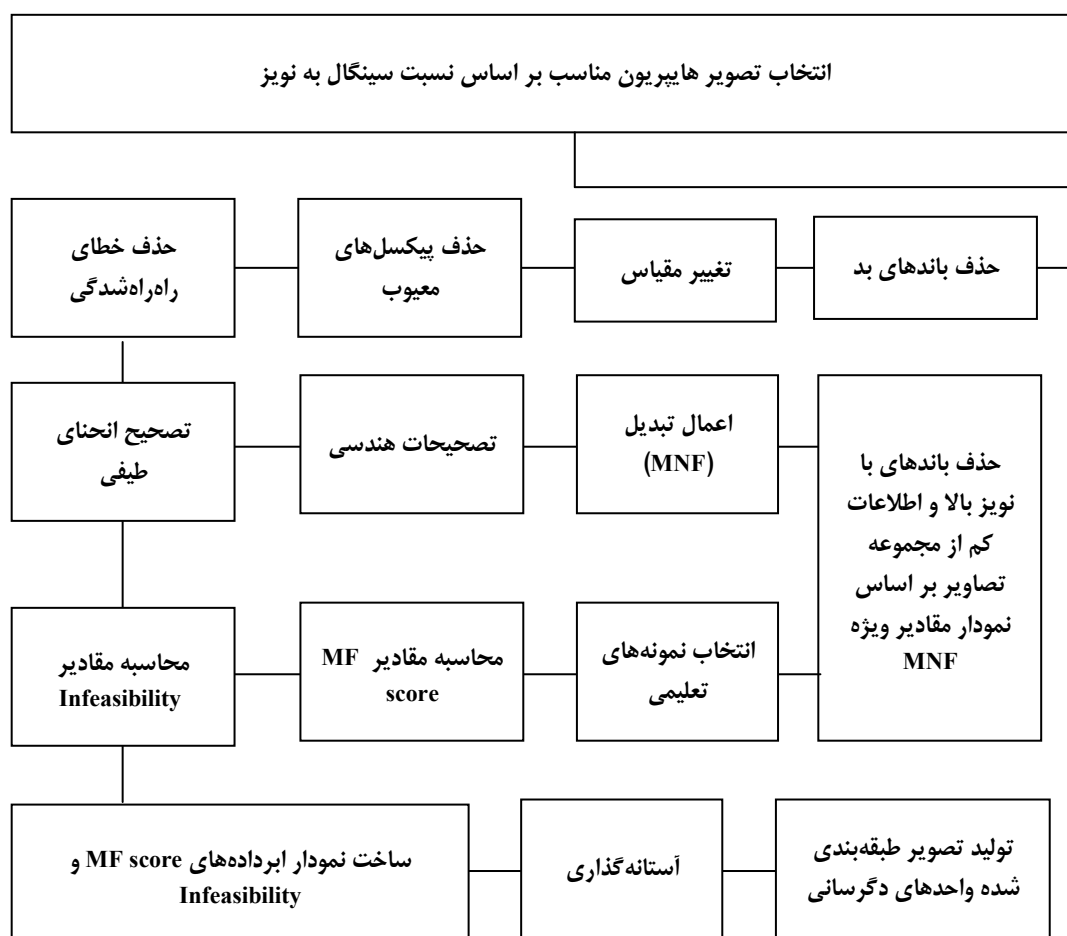 انتخاب تصویر هایپریون مناسب بر اساس نسبت سینگال به نویز
حذف باندهای بد
تغییر مقیاس
حذف پیکسل‌های
معیوب
حذف خطای
راه‌راه‌شدگی
تصحیح انحنای
طیفی
تصحیحات هندسی
اعمال تبدیل
(MNF)
حذف باندهای با
نویز بالا و اطلاعات
کم از مجموعه
تصاویر بر اساس
نمودار مقادیر ویژه
MNF
انتخاب نمونه‌های
تعلیمی
محاسبه مقادیر MF
score
محاسبه مقادیر
Infeasibility
ساخت نمودار ابرداده‌های MF score و
Infeasibility
آستانه‌گذاری
تولید تصویر طبقه‌بندی
شده واحدهای دگرسانی